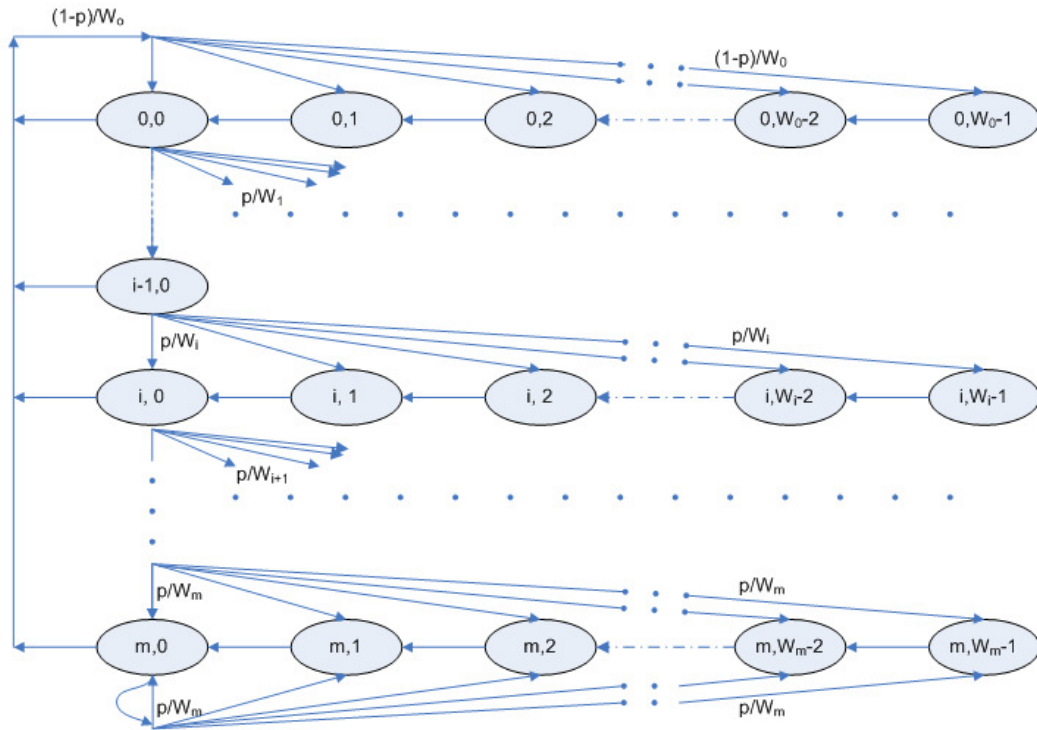 (1-p)/Wo
(1-p)/W₀
0,0 0,1 0,2 0,W₀-2 0,W₀-1
p/W₁
i-1,0
p/Wᵢ p/Wᵢ
i, 0 i, 1 i, 2 i,Wᵢ-2 i,Wᵢ-1
p/Wᵢ₊₁
p/Wₘ p/Wₘ
m,0 m,1 m,2 m,Wₘ-2 m,Wₘ-1
p/Wₘ p/Wₘ